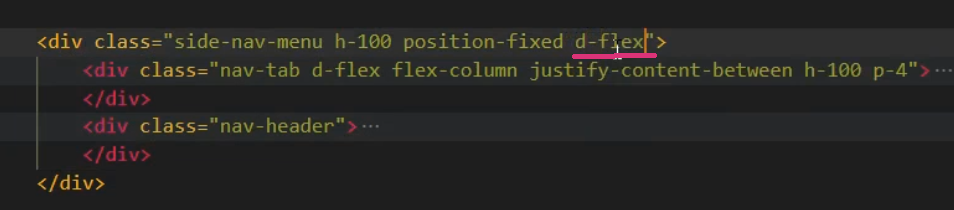 <div class="side-nav-menu h-100 position-fixed d-flex">
<div class="nav-tab d-flex flex-column justify-content-between h-100 p-4">···
</div>
<div class="nav-header">···
</div>
</div>